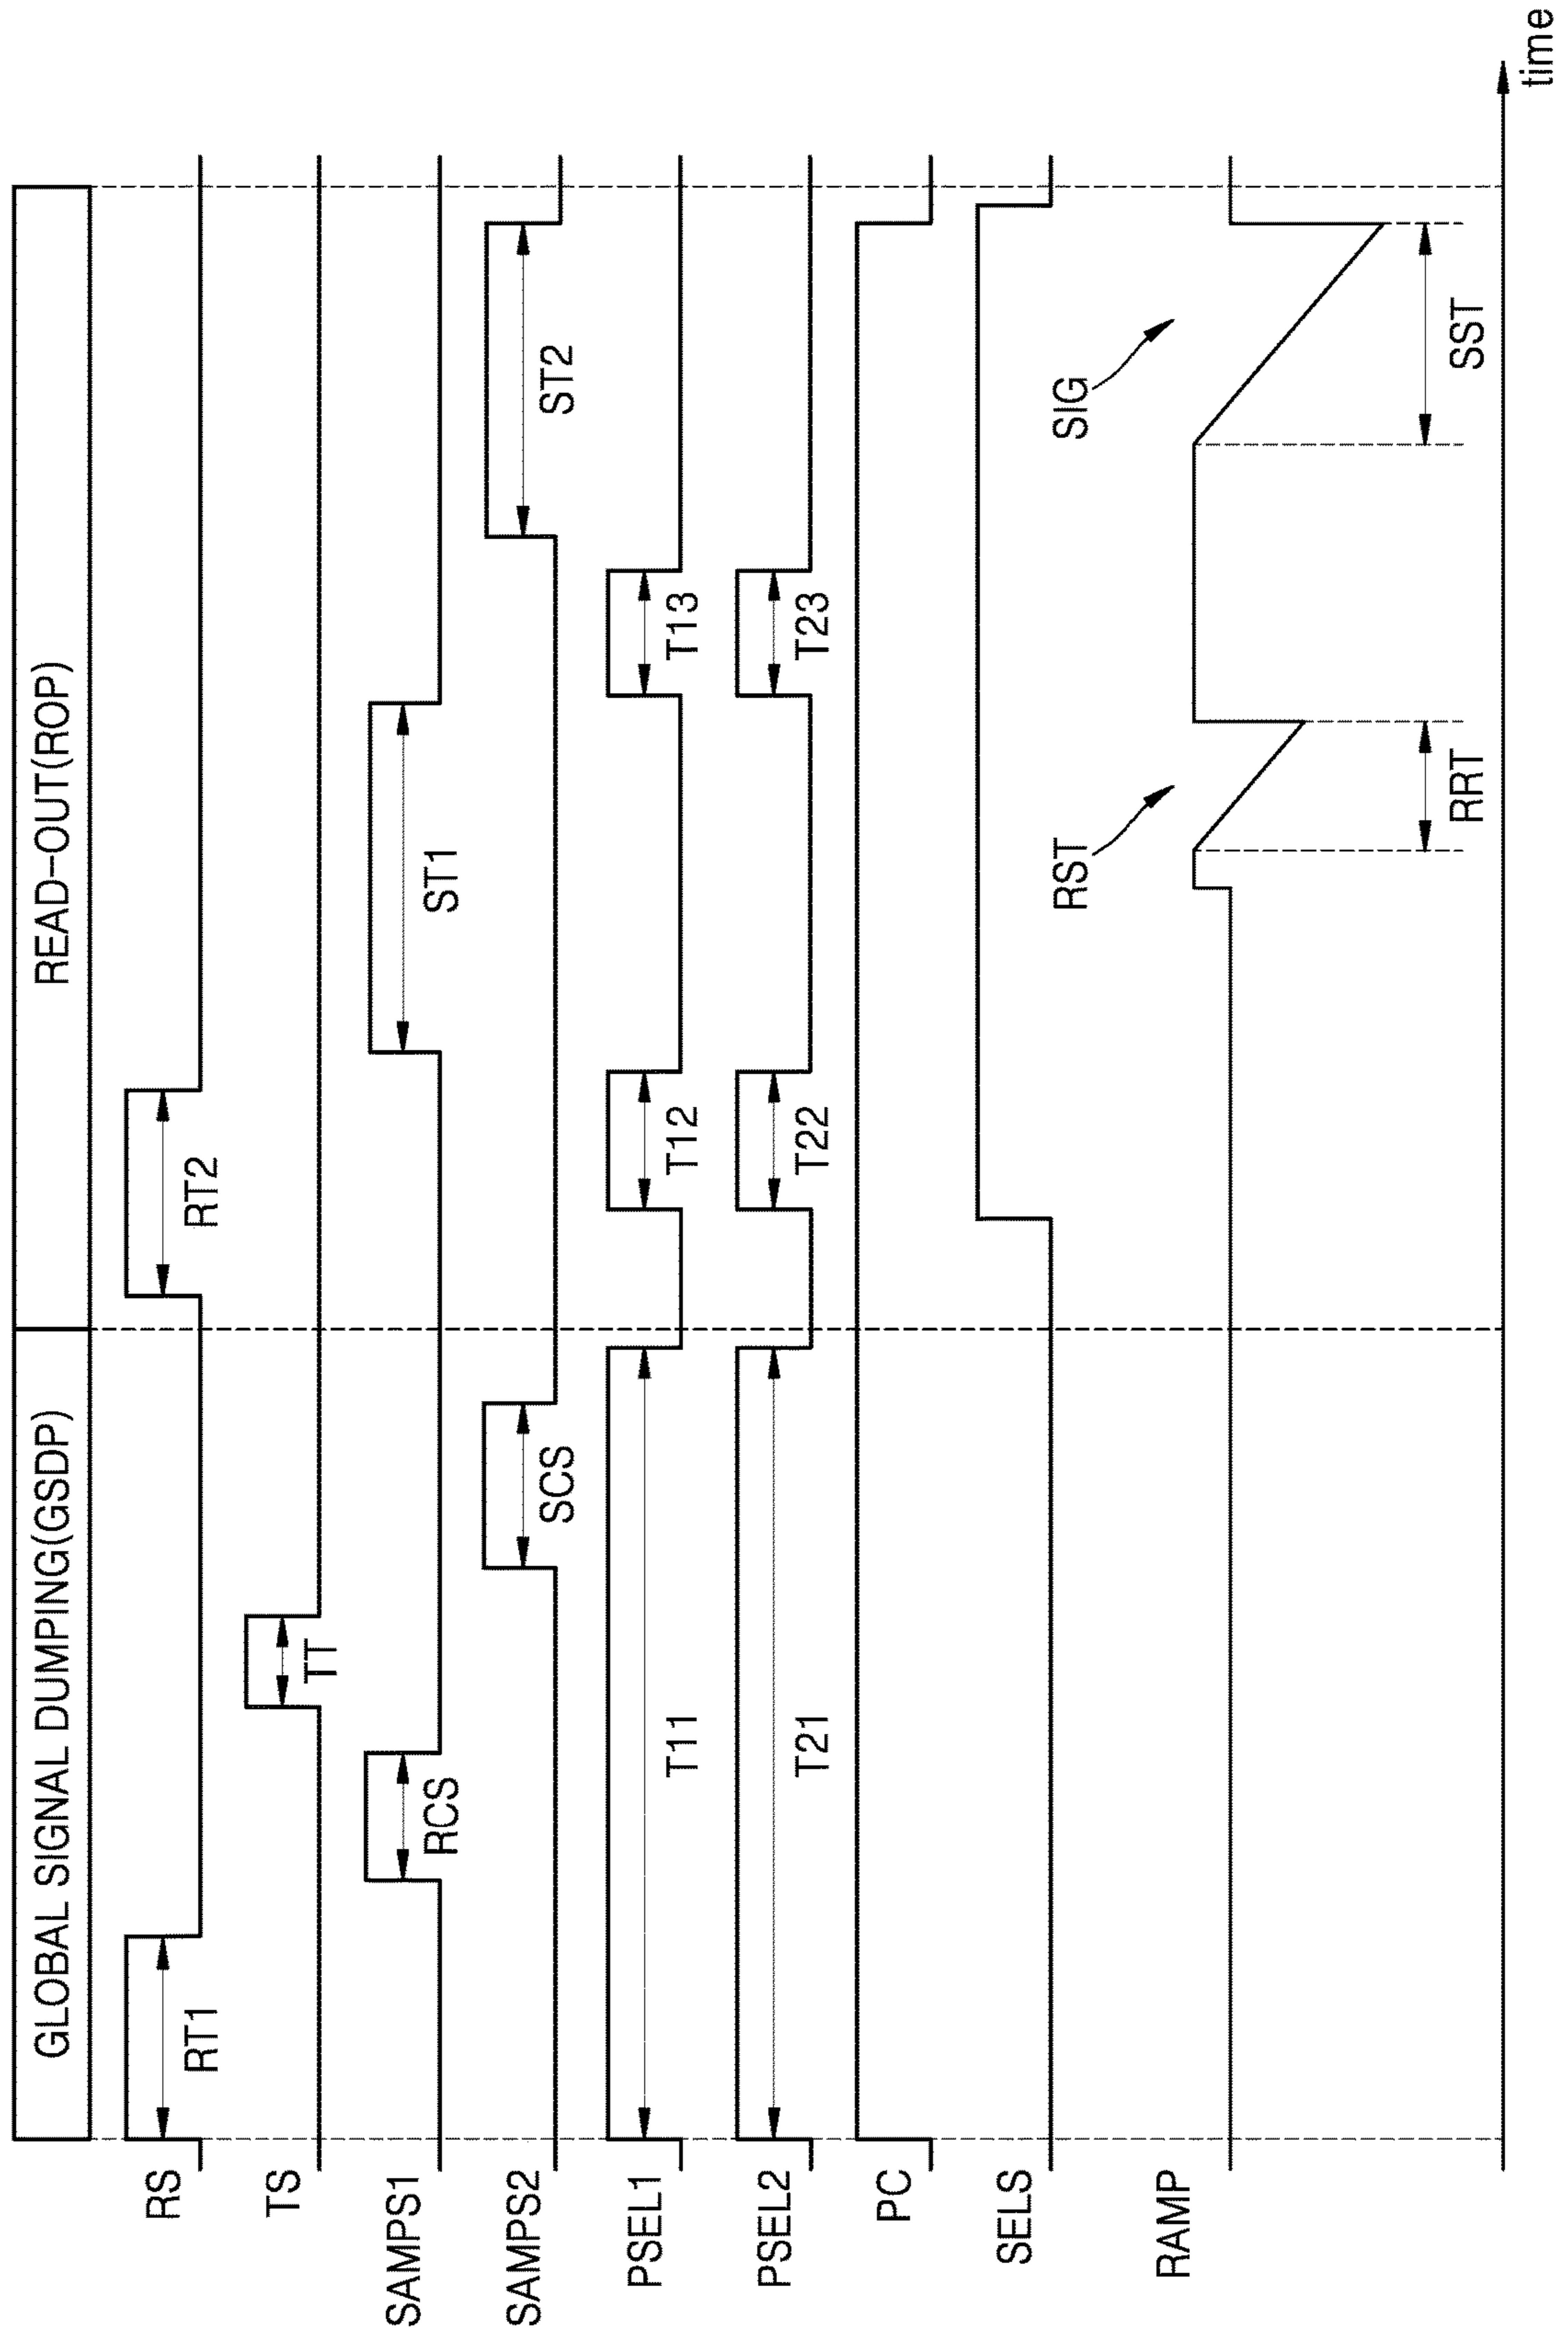 GLOBAL SIGNAL DUMPING(GSDP)
READ-OUT(ROP)
RS
RT1
RT2
TS
TT
SAMPS1
RCS
ST1
SAMPS2
SCS
ST2
PSEL1
T11
T12
T13
PSEL2
T21
T22
T23
PC
SELS
RAMP
RST
SIG
RRT
SST
time